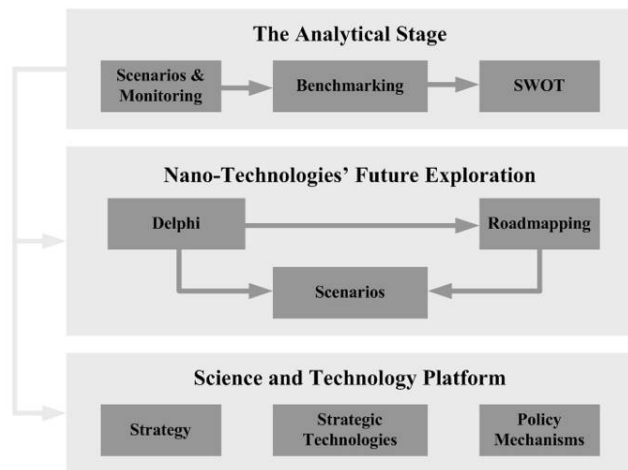 The Analytical Stage
Scenarios &
Monitoring
Benchmarking
SWOT
Nano-Technologies’ Future Exploration
Delphi
Roadmapping
Scenarios
Science and Technology Platform
Strategy
Strategic
Technologies
Policy
Mechanisms